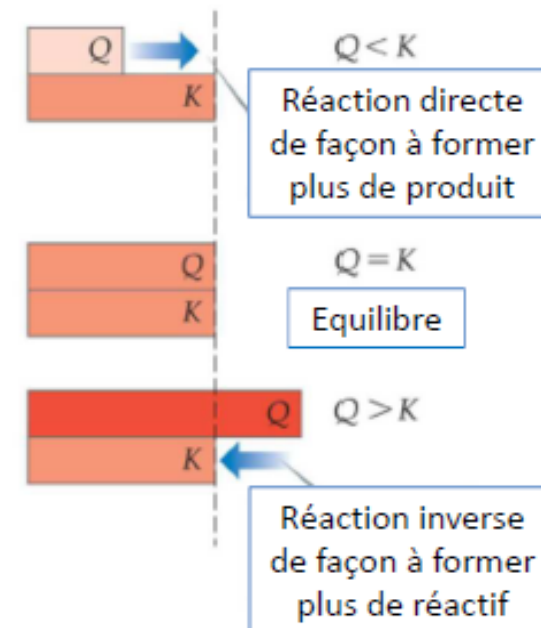 Q
Q < K
K
Réaction directe
de façon à former
plus de produit
Q
Q = K
K
Equilibre
Q
Q > K
K
Réaction inverse
de façon à former
plus de réactif